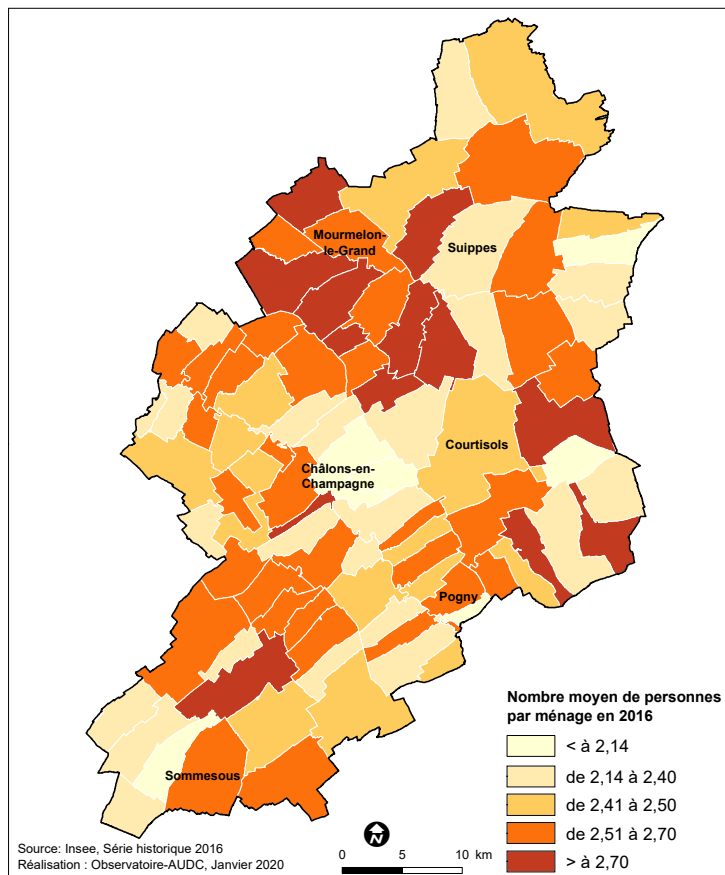 Mourmelon-
le-Grand
Suippes
Courtisols
Châlons-en-
Champagne
Pogny
Sommesous
Nombre moyen de personnes
par ménage en 2016
< à 2,14
de 2,14 à 2,40
de 2,41 à 2,50
de 2,51 à 2,70
> à 2,70
N
Source: Insee, Série historique 2016
Réalisation : Observatoire-AUDC, Janvier 2020
0 5 10 km